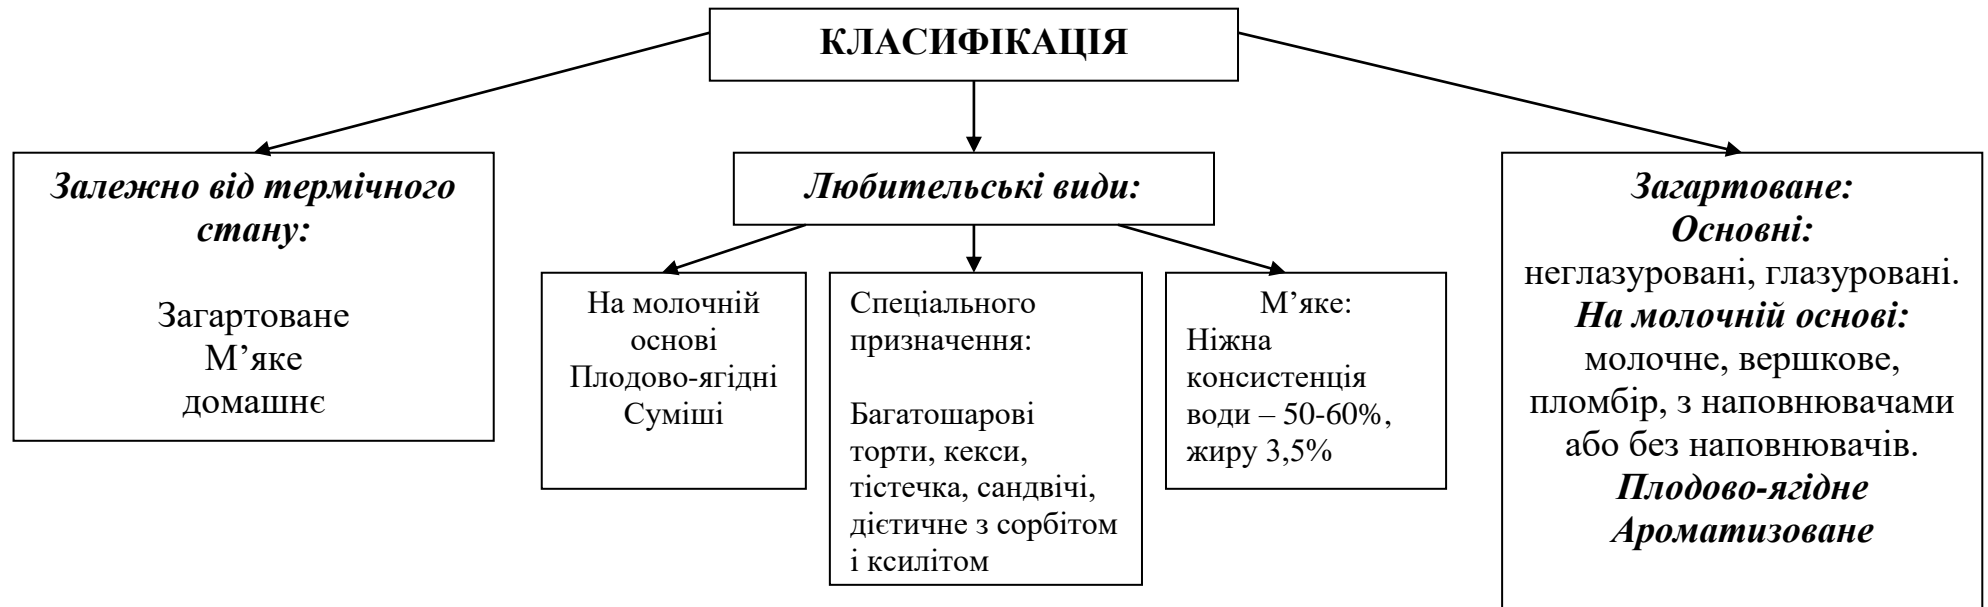 КЛАСИФІКАЦІЯ
Залежно від термічного
стану:
Загартоване
М’яке
домашнє
Любительські види:
На молочній
основі
Плодово-ягідні
Суміші
Спеціального
призначення:
Багатошарові
торти, кекси,
тістечка, сандвічі,
дієтичне з сорбітом
і ксилітом
М’яке:
Ніжна
консистенція
води – 50-60%,
жиру 3,5%
Загартоване:
Основні:
неглазуровані, глазуровані.
На молочній основі:
молочне, вершкове,
пломбір, з наповнювачами
або без наповнювачів.
Плодово-ягідне
Ароматизоване